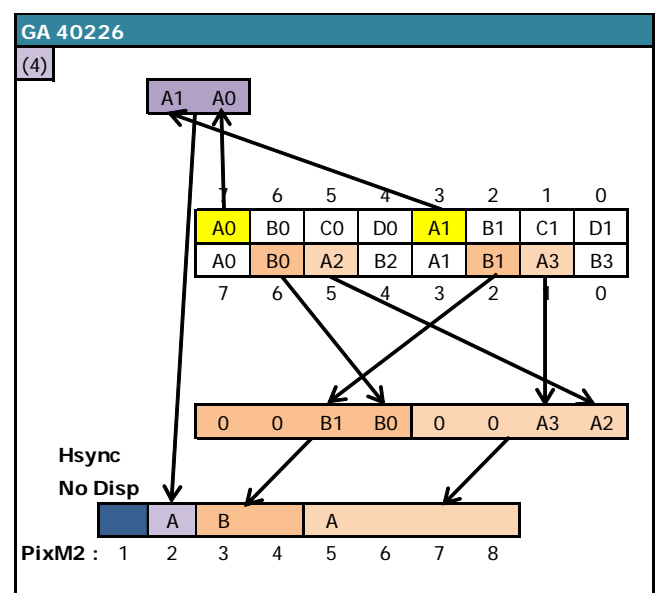 GA 40226
(4)
A1 A0
7 6 5 4 3 2 1 0
A0 B0 C0 D0 A1 B1 C1 D1
A0 B0 A2 B2 A1 B1 A3 B3
7 6 5 4 3 2 1 0
0 0 B1 B0 0 0 A3 A2
Hsync
No Disp
A B A
PixM2 : 1 2 3 4 5 6 7 8